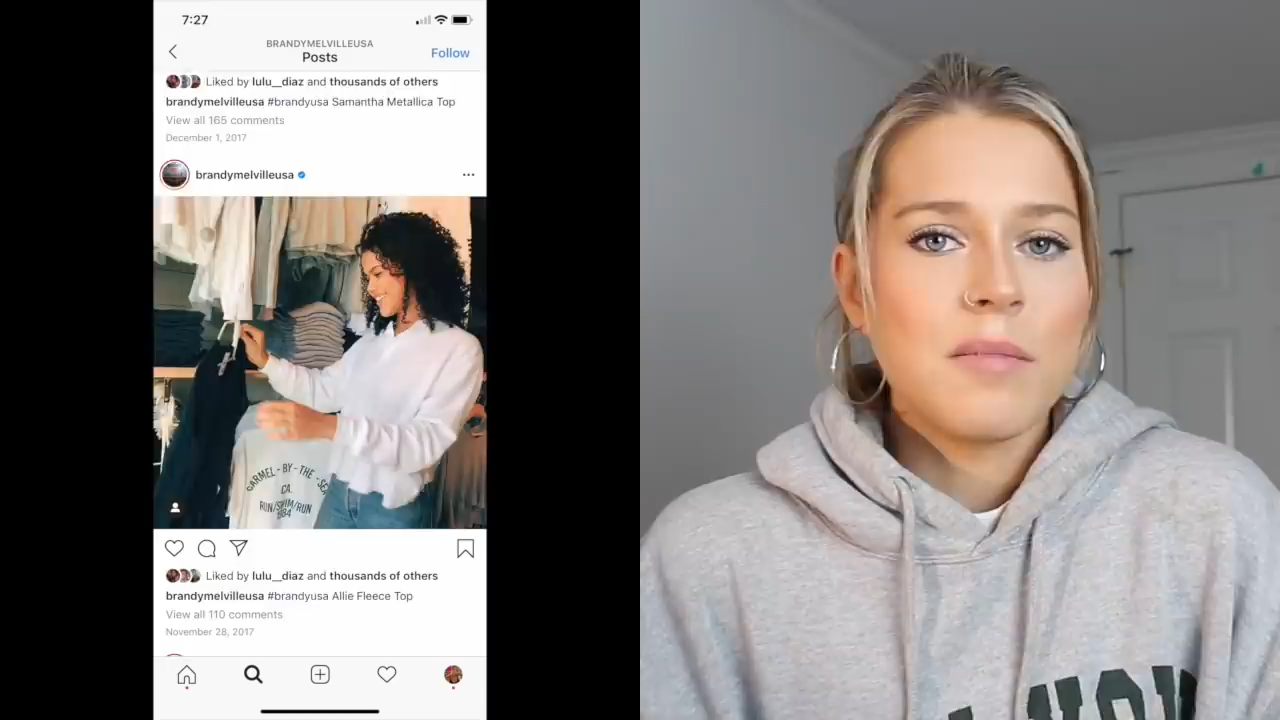 7:27
BRANDYMELVILLEUSA
Posts
Follow
Liked by lulu__diaz and thousands of others
brandymelvilleusa #brandyusa Samantha Metallica Top
View all 165 comments
December 1, 2017
brandymelvilleusa
CARMEL-BY-THE-SEA
CA.
RUN/SWIM/RUN
1984
Liked by lulu__diaz and thousands of others
brandymelvilleusa #brandyusa Allie Fleece Top
View all 110 comments
November 28, 2017